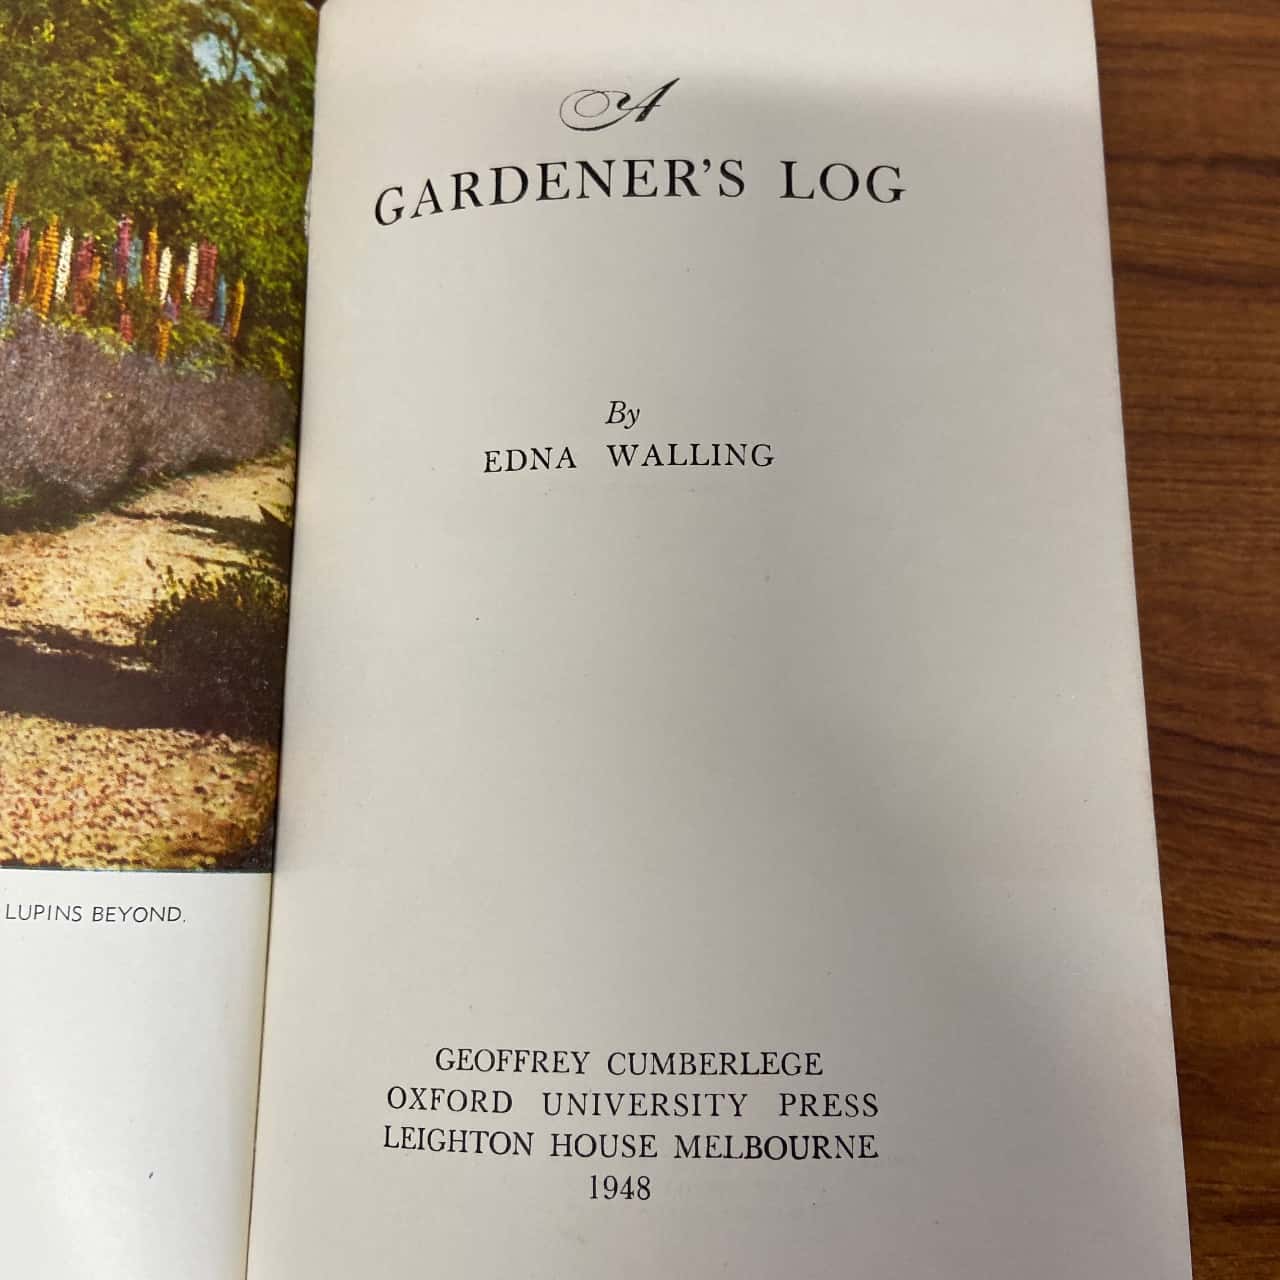 A
GARDENER'S LOG
By
EDNA WALLING
GEOFFREY CUMBERLEGE
OXFORD UNIVERSITY PRESS
LEIGHTON HOUSE MELBOURNE
1948
LUPINS BEYOND.